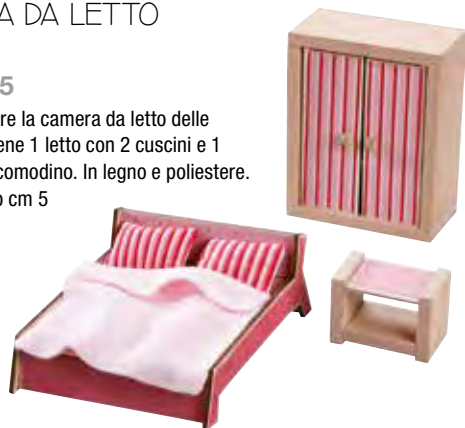 A DA LETTO
5
re la camera da letto delle
ene 1 letto con 2 cuscini e 1
comodino. In legno e poliestere.
o cm 5